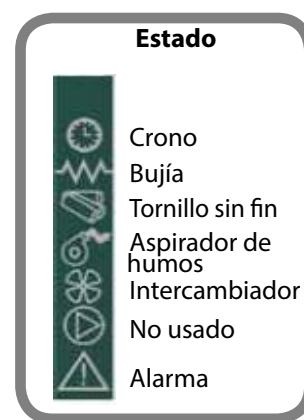 Estado
Crono
Bujía
Tornillo sin fin
Aspirador de
humos
Intercambiador
No usado
Alarma